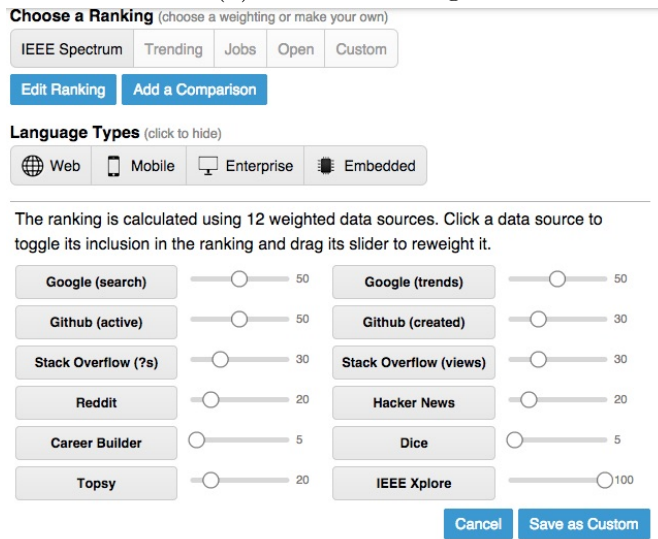 Choose a Ranking (choose a weighting or make your own)
IEEE Spectrum Trending Jobs Open Custom
Edit Ranking Add a Comparison
Language Types (click to hide)
Web Mobile Enterprise Embedded
The ranking is calculated using 12 weighted data sources. Click a data source to
toggle its inclusion in the ranking and drag its slider to reweight it.
Google (search) 50 Google (trends) 50
Github (active) 50 Github (created) 30
Stack Overflow (?s) 30 Stack Overflow (views) 30
Reddit 20 Hacker News 20
Career Builder 5 Dice 5
Topsy 20 IEEE Xplore 100
Cancel Save as Custom